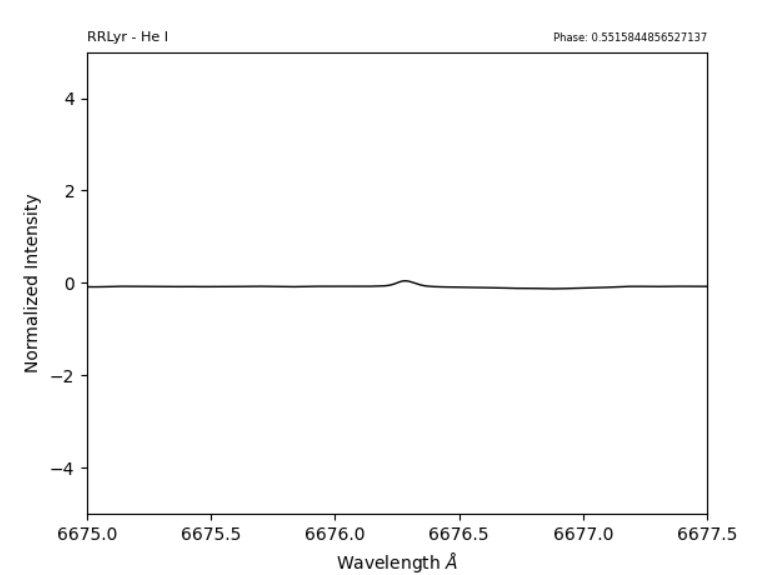 RRLyr - He I
Phase: 0.5515844856527137
4
2
0
−2
−4
Normalized Intensity
6675.0 6675.5 6676.0 6676.5 6677.0 6677.5
Wavelength Å